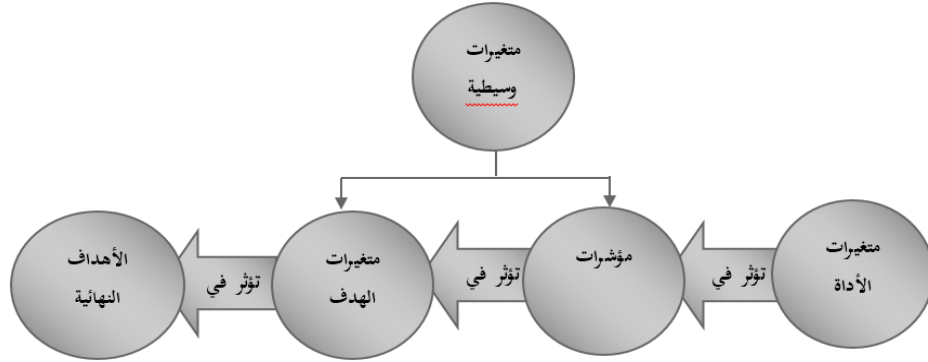 متغيرات
وسيطية
متغيرات
الأداة
تؤثر في
مؤشرات
تؤثر في
متغيرات
الهدف
تؤثر في
الأهداف
النهائية